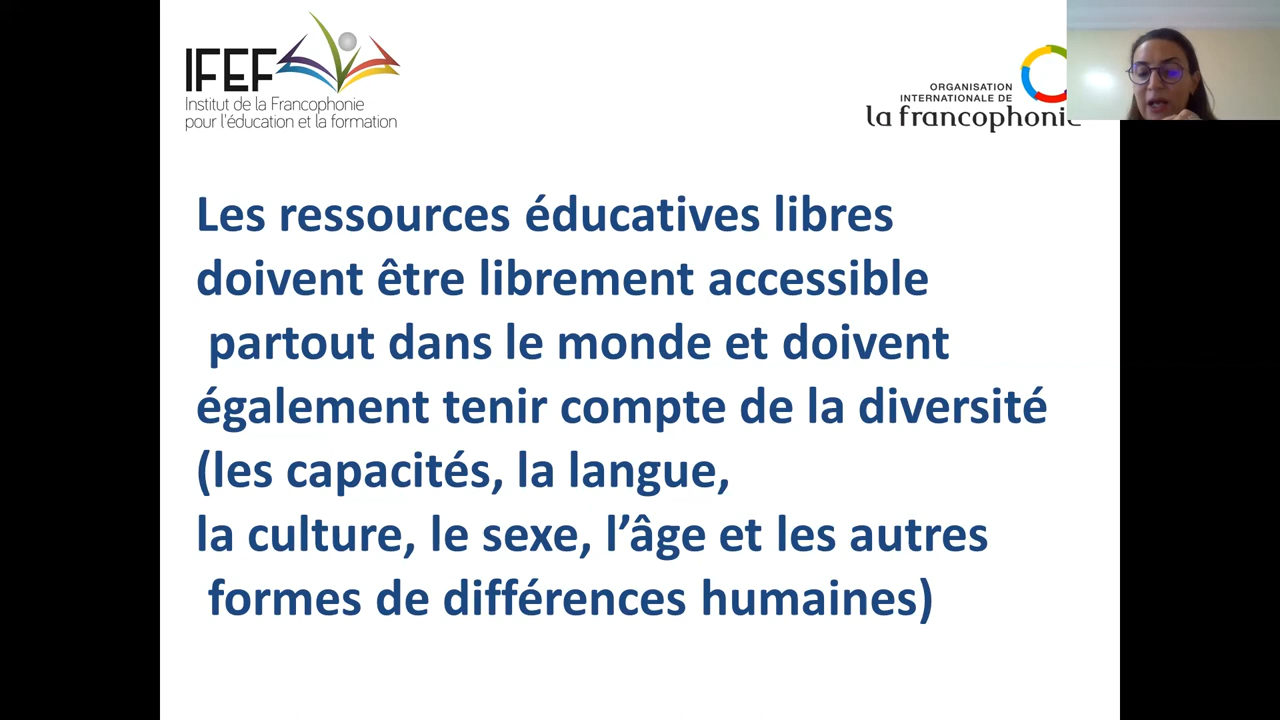 IFEF
Institut de la Francophonie
pour l'éducation et la formation
ORGANISATION
INTERNATIONALE DE
la francophonie
Les ressources éducatives libres
doivent être librement accessible
partout dans le monde et doivent
également tenir compte de la diversité
(les capacités, la langue,
la culture, le sexe, l’âge et les autres
formes de différences humaines)